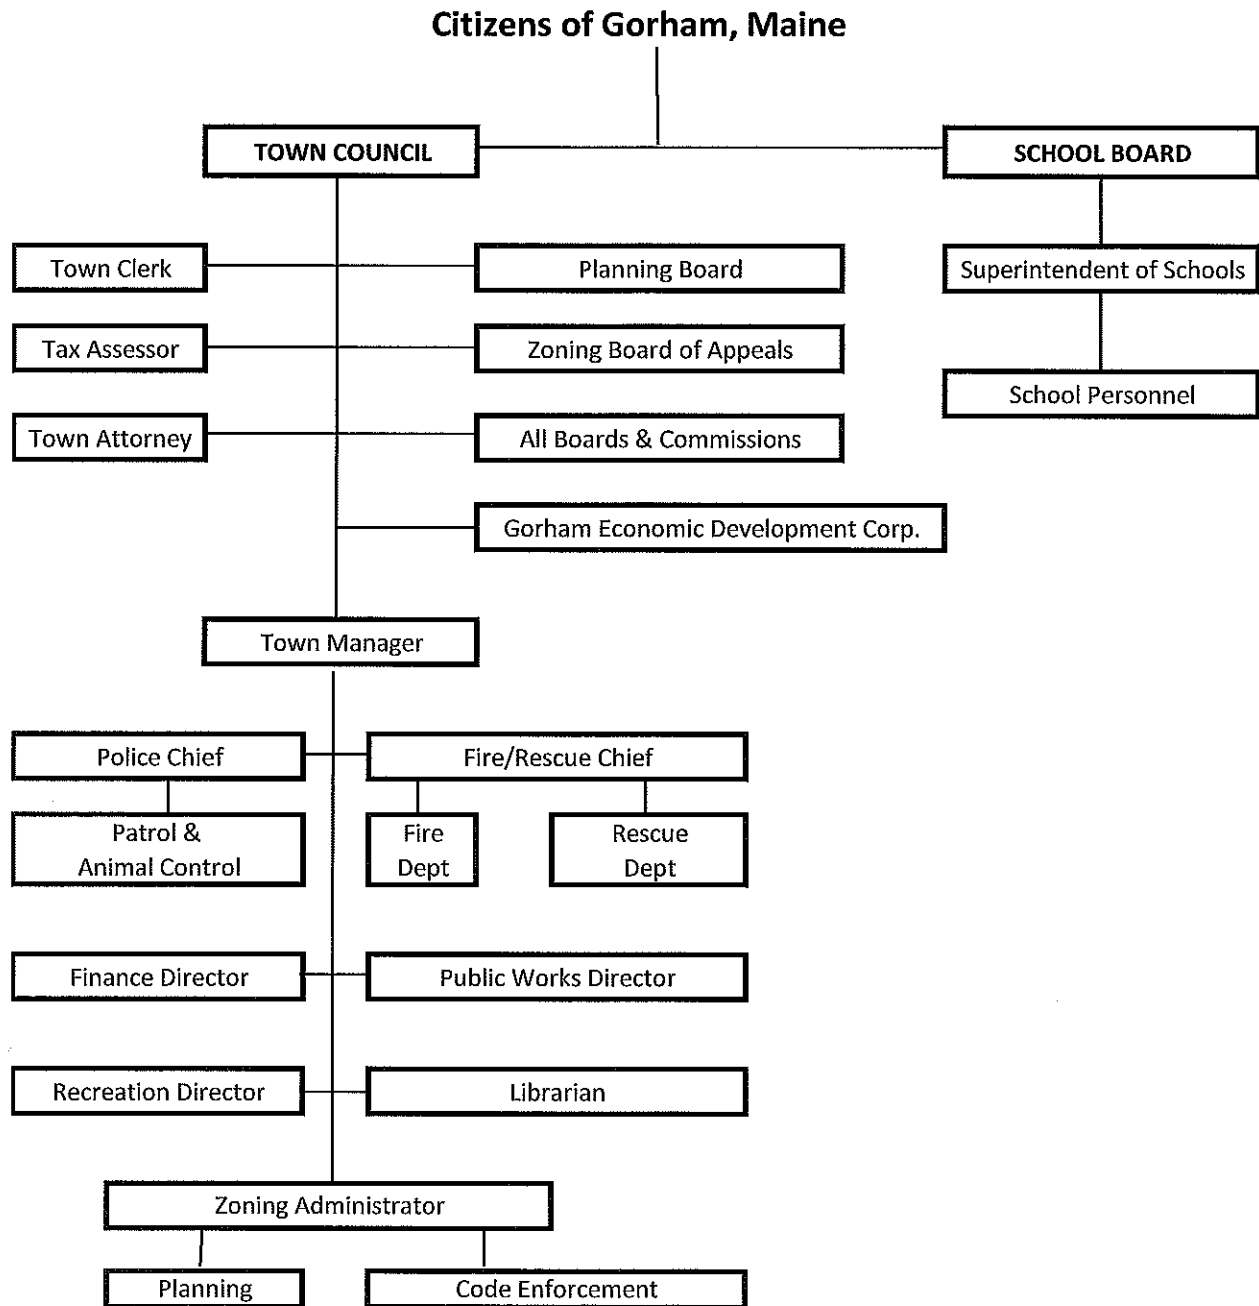 Citizens of Gorham, Maine
TOWN COUNCIL
SCHOOL BOARD
Town Clerk
Planning Board
Superintendent of Schools
Tax Assessor
Zoning Board of Appeals
School Personnel
Town Attorney
All Boards & Commissions
Gorham Economic Development Corp.
Town Manager
Police Chief
Fire/Rescue Chief
Patrol &
Animal Control
Fire
Dept
Rescue
Dept
Finance Director
Public Works Director
Recreation Director
Librarian
Zoning Administrator
Planning
Code Enforcement